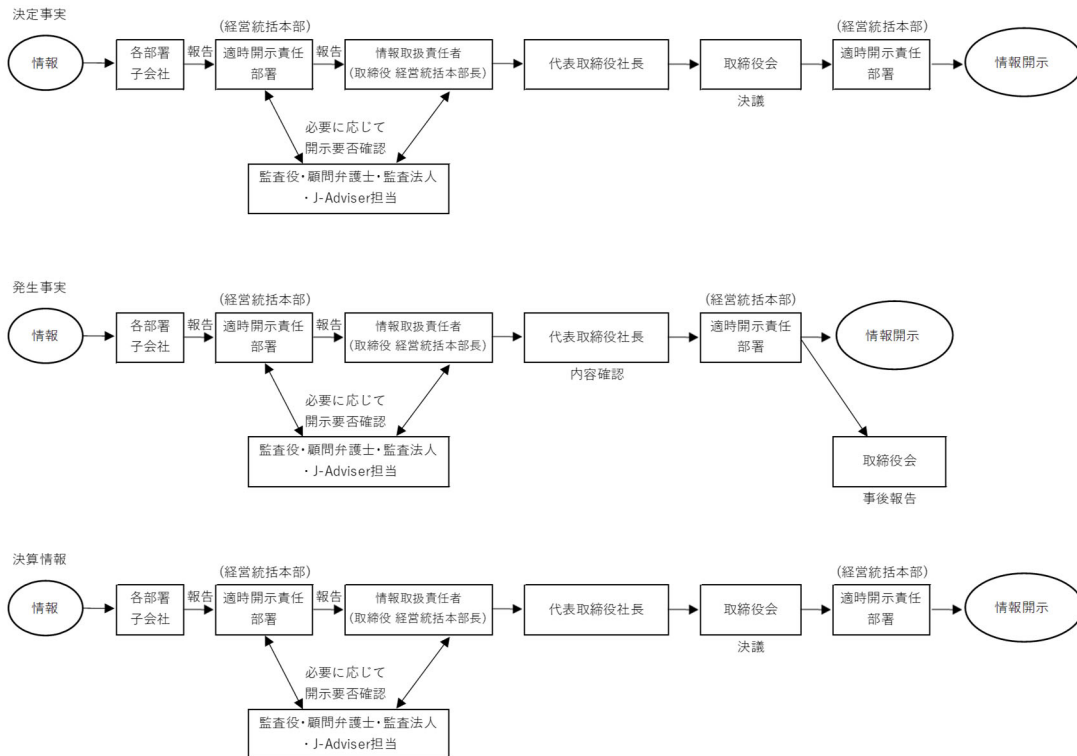 決定事実
(経営統括本部)
(経営統括本部)
情報
各部署
子会社
報告
適時開示責任
部署
報告
情報取扱責任者
(取締役 経営統括本部長)
代表取締役社長
取締役会
決議
適時開示責任
部署
情報開示
必要に応じて
開示要否確認
監査役・顧問弁護士・監査法人
・J-Adviser担当
発生事実
(経営統括本部)
(経営統括本部)
情報
各部署
子会社
報告
適時開示責任
部署
報告
情報取扱責任者
(取締役 経営統括本部長)
代表取締役社長
内容確認
適時開示責任
部署
情報開示
必要に応じて
開示要否確認
監査役・顧問弁護士・監査法人
・J-Adviser担当
取締役会
事後報告
決算情報
(経営統括本部)
(経営統括本部)
情報
各部署
子会社
報告
適時開示責任
部署
報告
情報取扱責任者
(取締役 経営統括本部長)
代表取締役社長
取締役会
決議
適時開示責任
部署
情報開示
必要に応じて
開示要否確認
監査役・顧問弁護士・監査法人
・J-Adviser担当